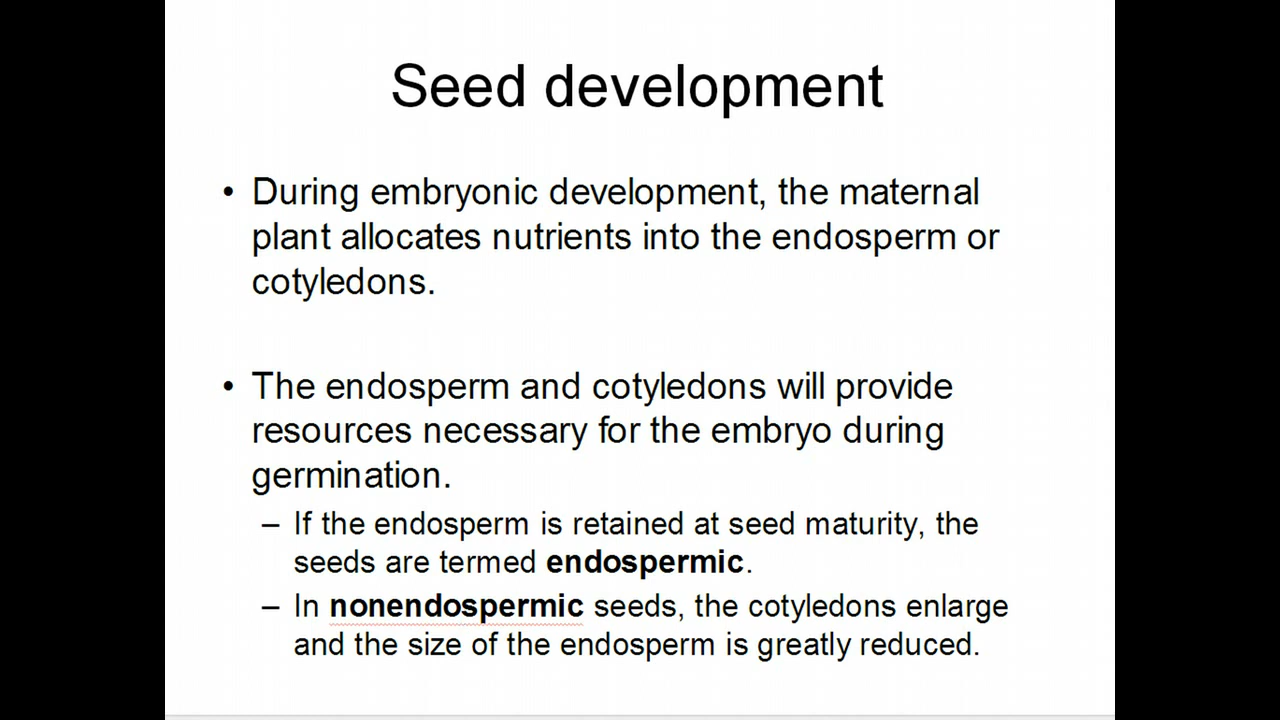 Seed development
• During embryonic development, the maternal
plant allocates nutrients into the endosperm or
cotyledons.
• The endosperm and cotyledons will provide
resources necessary for the embryo during
germination.
– If the endosperm is retained at seed maturity, the
seeds are termed endospermic.
– In nonendospermic seeds, the cotyledons enlarge
and the size of the endosperm is greatly reduced.